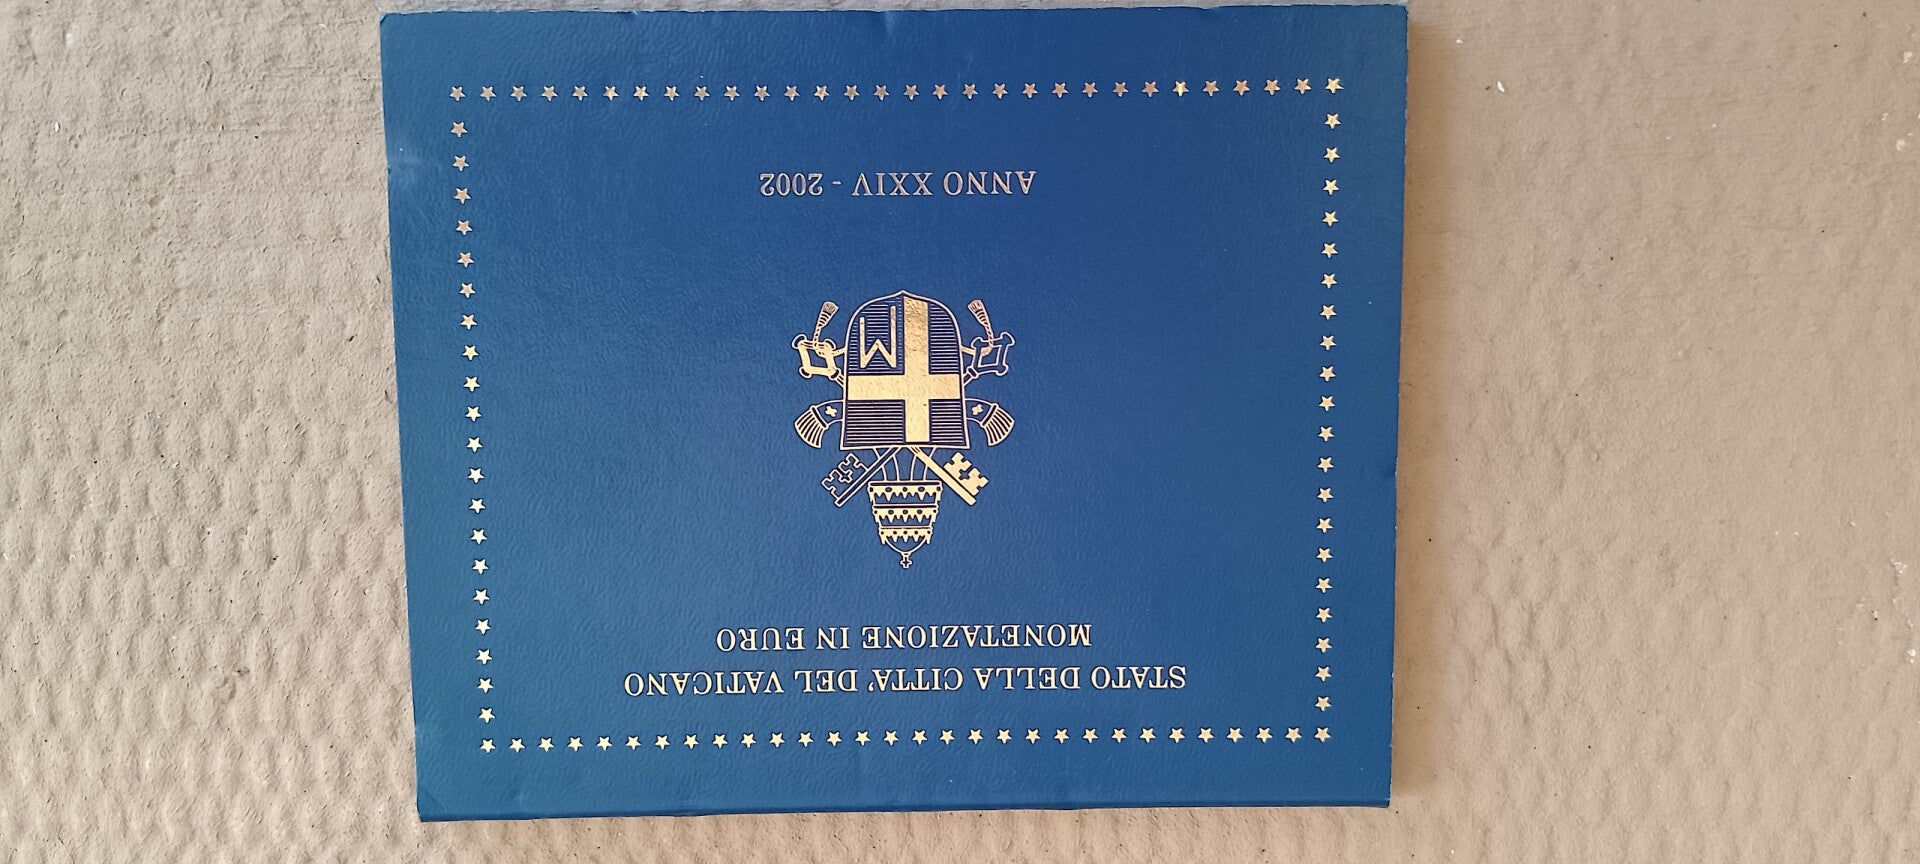 STATO DELLA CITTA' DEL VATICANO
MONETAZIONE IN EURO
M
ANNO XXIV - 2002